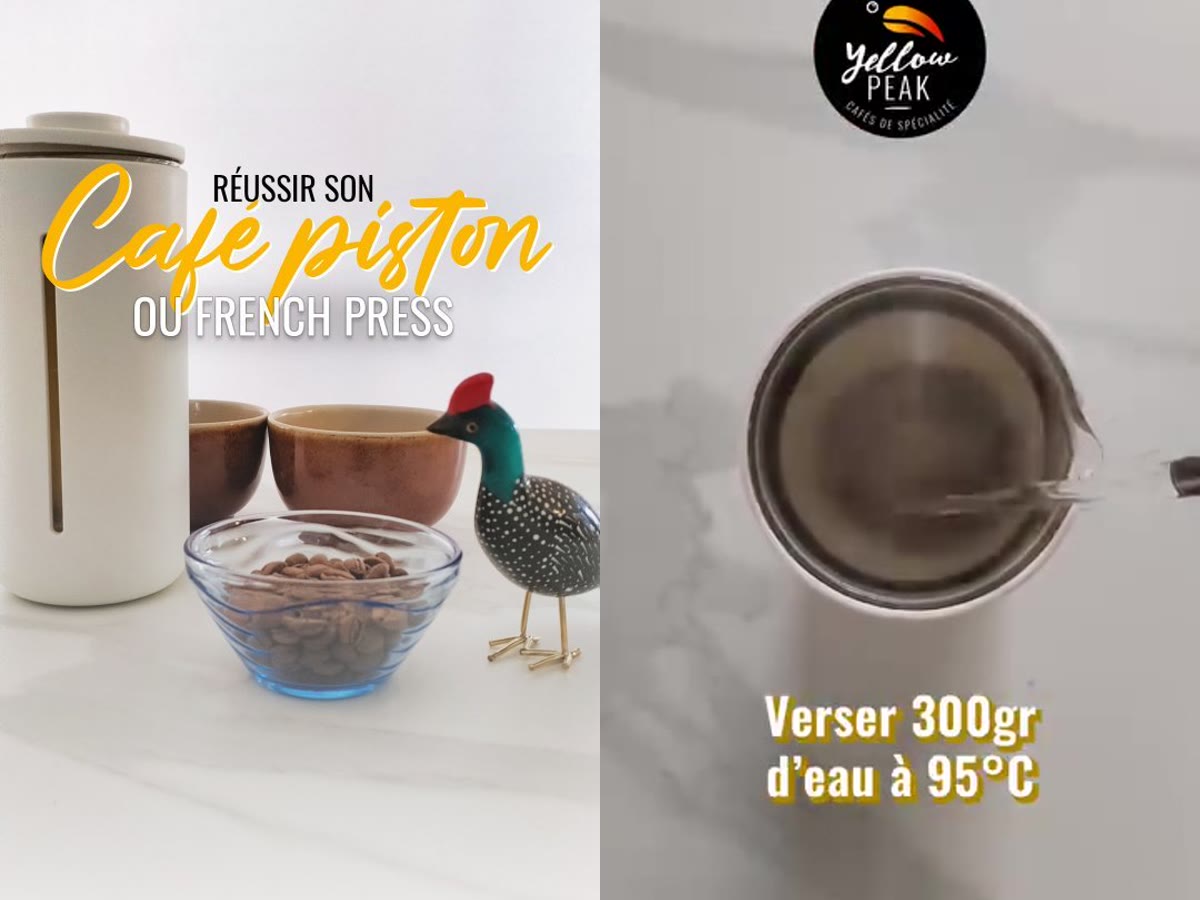 RÉUSSIR SON
Café piston
OU FRENCH PRESS
Yellow
PEAK
CAFÉS DE SPÉCIALITÉ
Verser 300gr
d'eau à 95°C